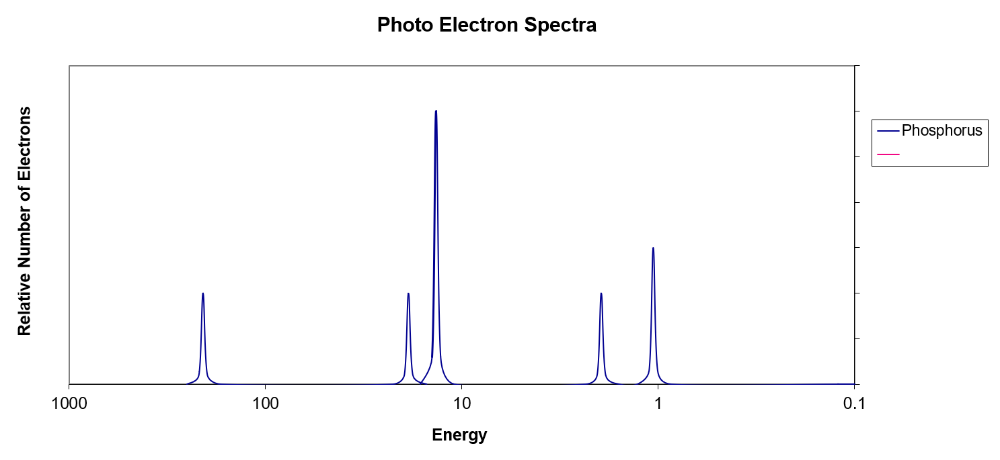 Photo Electron Spectra
Relative Number of Electrons
Phosphorus
1000 100 10 1 0.1
Energy